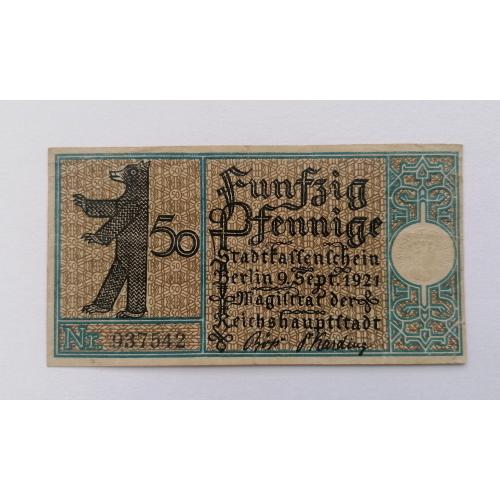 50
Fünfzig
Pfennige
Stadtkassenschein
Berlin 9. Sept. 1921
Magistrat der
Reichshauptstadt
Nr. 937542